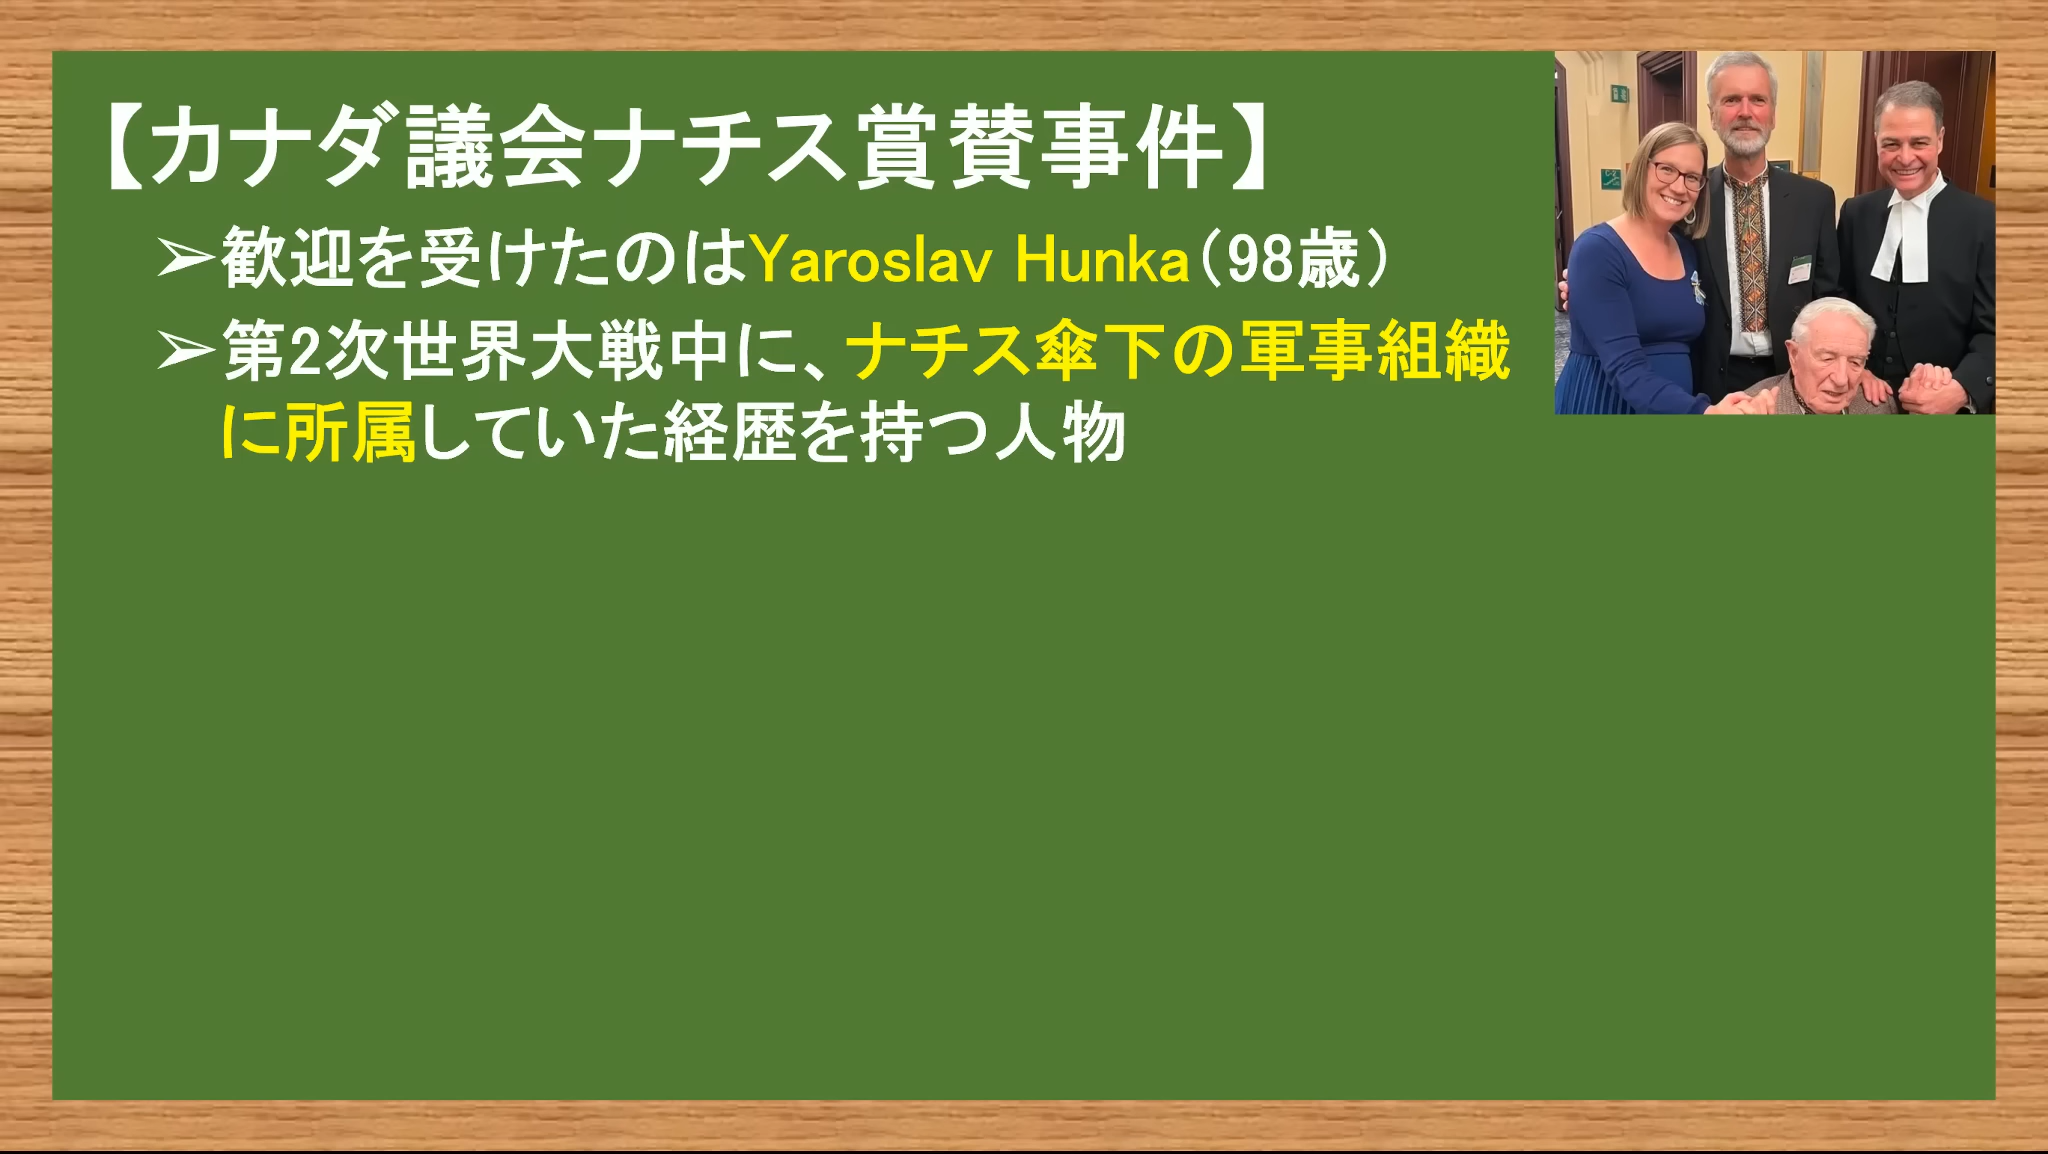 【カナダ議会ナチス賞賛事件】
➢歓迎を受けたのはYaroslav Hunka（98歳）
➢第2次世界大戦中に、ナチス傘下の軍事組織
に所属していた経歴を持つ人物